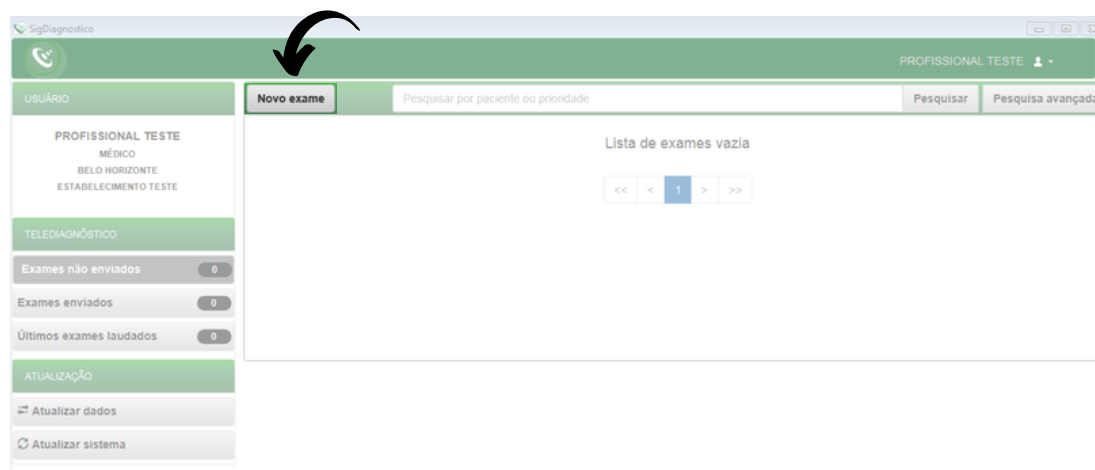 SigDiagnostico
PROFISSIONAL TESTE
USUÁRIO
PROFISSIONAL TESTE
MÉDICO
BELO HORIZONTE
ESTABELECIMENTO TESTE
TELEDIAGNÓSTICO
Exames não enviados 0
Exames enviados 0
Últimos exames laudados 0
ATUALIZAÇÃO
Atualizar dados
Atualizar sistema
Novo exame
Pesquisar por paciente ou prioridade
Pesquisar
Pesquisa avançada
Lista de exames vazia
<< < 1 > >>